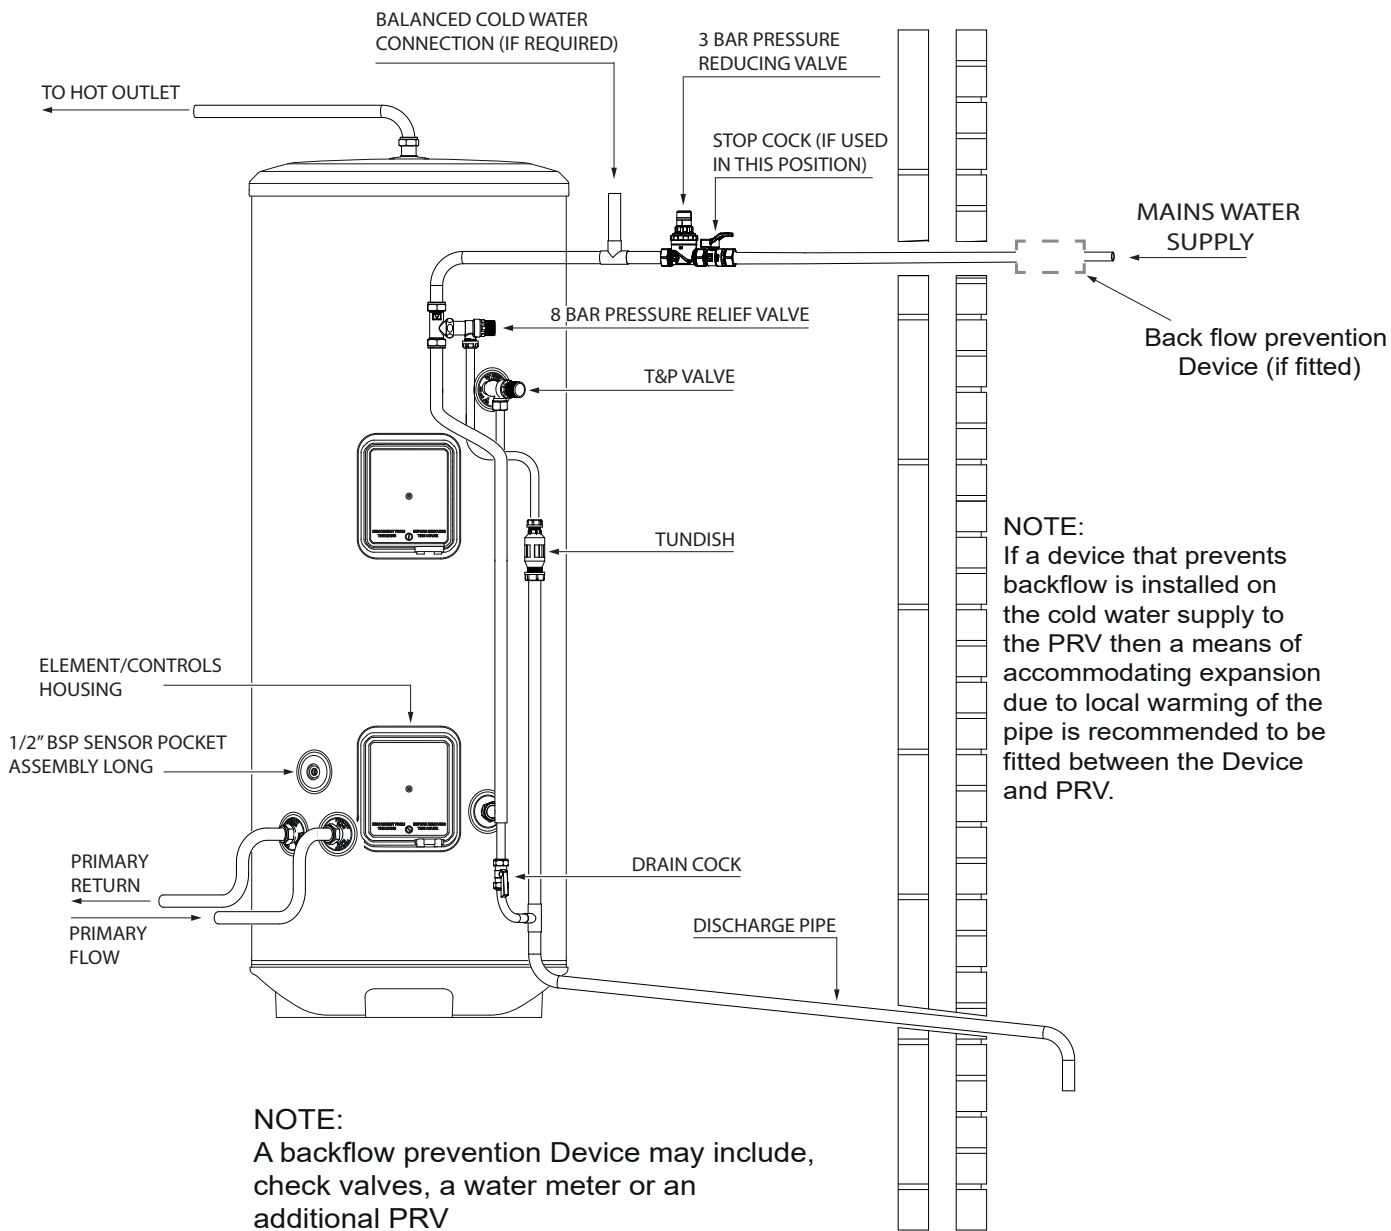 BALANCED COLD WATER
CONNECTION (IF REQUIRED)
3 BAR PRESSURE
REDUCING VALVE
TO HOT OUTLET
STOP COCK (IF USED
IN THIS POSITION)
MAINS WATER
SUPPLY
8 BAR PRESSURE RELIEF VALVE
Back flow prevention
Device (if fitted)
T&P VALVE
NOTE:
If a device that prevents
backflow is installed on
the cold water supply to
the PRV then a means of
accommodating expansion
due to local warming of the
pipe is recommended to be
fitted between the Device
and PRV.
TUNDISH
ELEMENT/CONTROLS
HOUSING
1/2” BSP SENSOR POCKET
ASSEMBLY LONG
PRIMARY
RETURN
PRIMARY
FLOW
DRAIN COCK
DISCHARGE PIPE
NOTE:
A backflow prevention Device may include,
check valves, a water meter or an
additional PRV